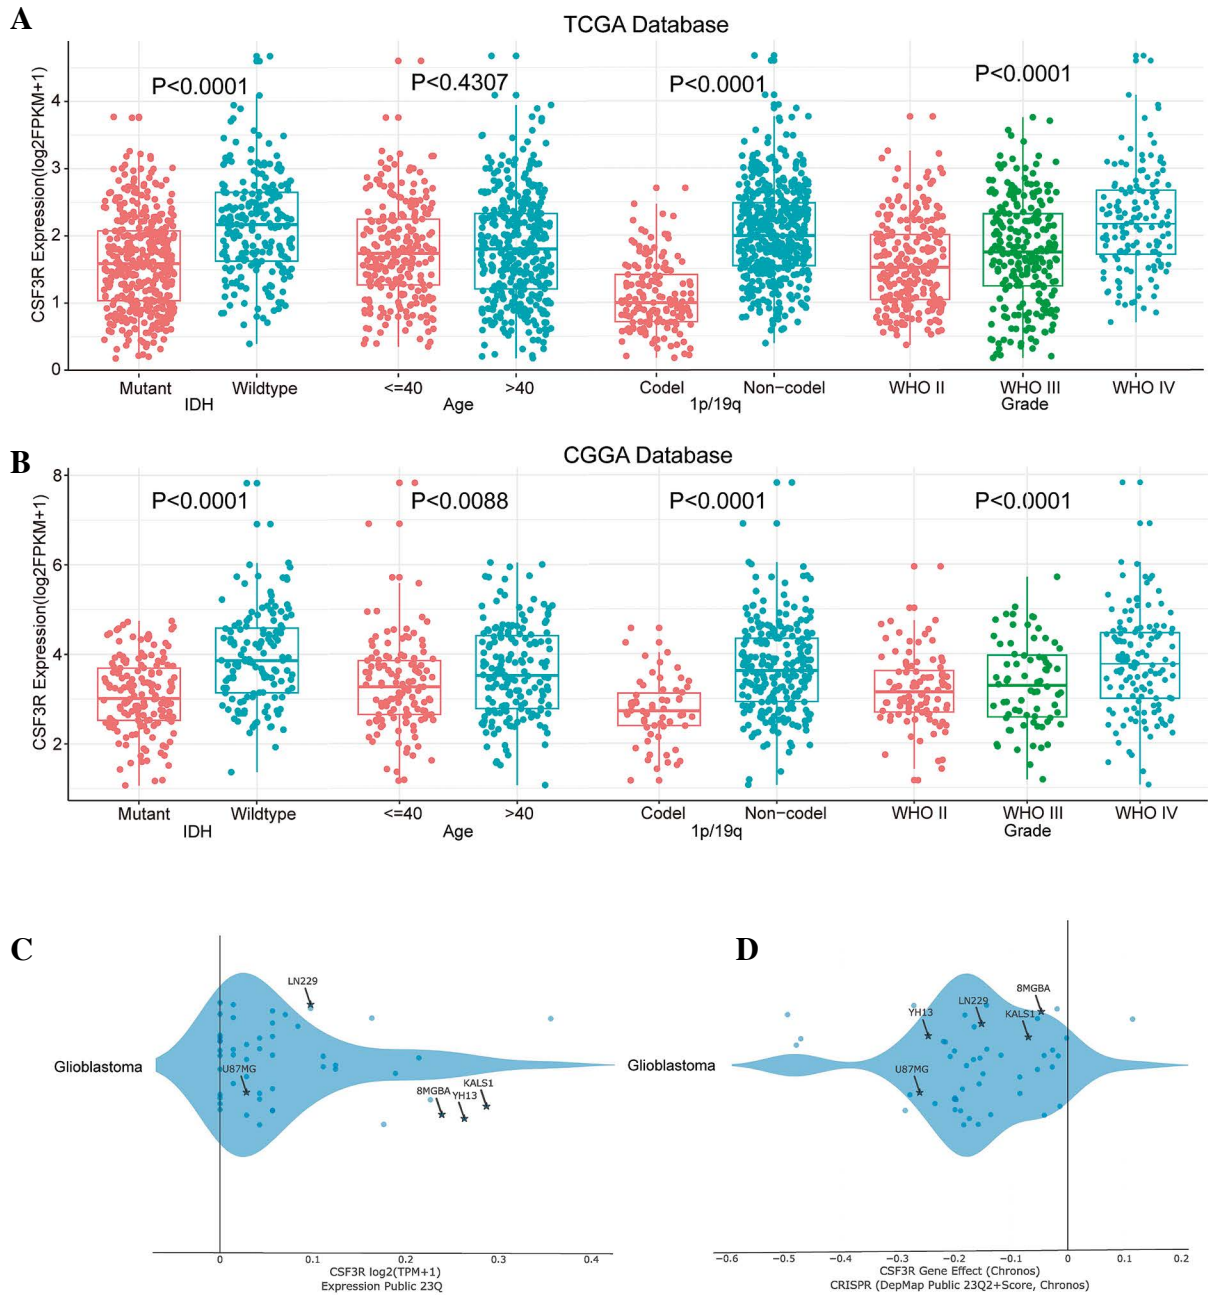 A
TCGA Database
CSF3R Expression(log2FPKM+1)
4
3
2
1
0
P<0.0001
P<0.4307
P<0.0001
P<0.0001
Mutant Wildtype <=40 >40 Codel Non-codel WHO II WHO III WHO IV
IDH Age 1p/19q Grade
B
CGGA Database
CSF3R Expression(log2FPKM+1)
8
6
4
2
P<0.0001
P<0.0088
P<0.0001
P<0.0001
Mutant Wildtype <=40 >40 Codel Non-codel WHO II WHO III WHO IV
IDH Age 1p/19q Grade
C
Glioblastoma
LN229
U87MG
8MGBA
YH13
KALS1
0 0.1 0.2 0.3 0.4
CSF3R log2(TPM+1)
Expression Public 23Q
D
Glioblastoma
8MGBA
LN229
YH13
KALS1
U87MG
−0.6 −0.5 −0.4 −0.3 −0.2 −0.1 0 0.1 0.2
CSF3R Gene Effect (Chronos)
CRISPR (DepMap Public 23Q2+Score, Chronos)